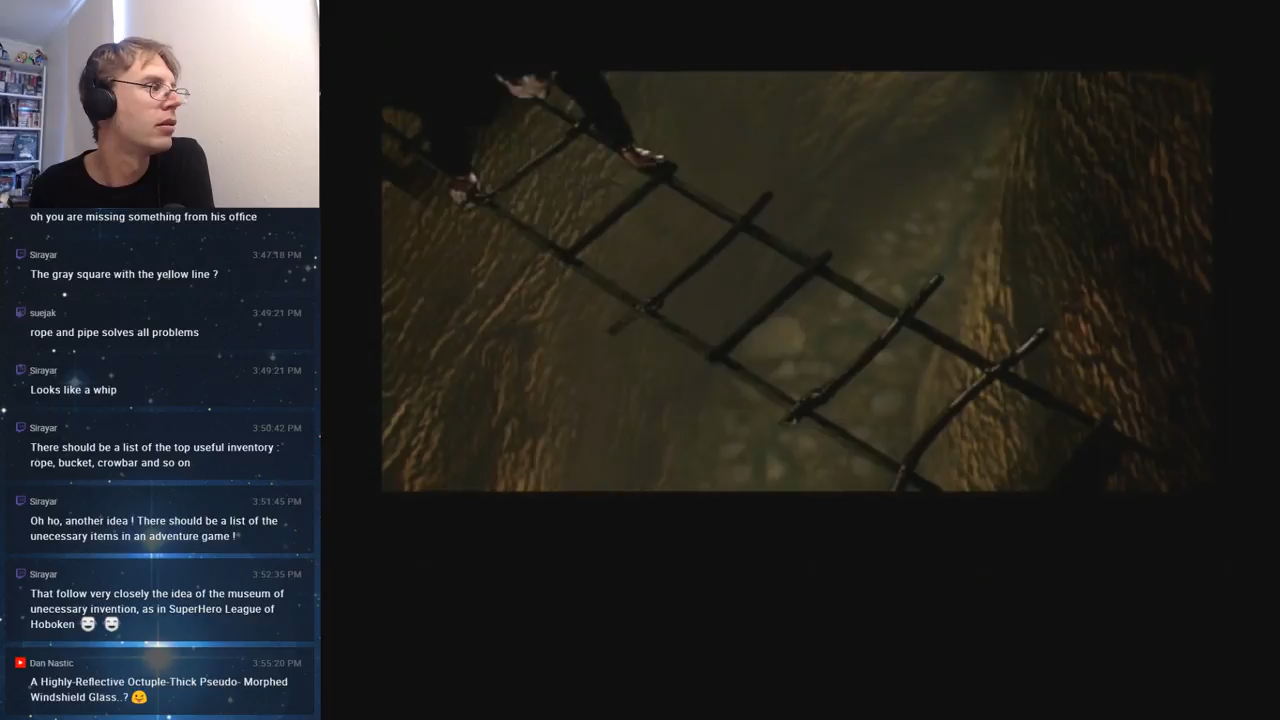 oh you are missing something from his office
Sirayar 3:47:18 PM
The gray square with the yellow line ?
suejak 3:49:21 PM
rope and pipe solves all problems
Sirayar 3:49:21 PM
Looks like a whip
Sirayar 3:50:42 PM
There should be a list of the top useful inventory :
rope, bucket, crowbar and so on
Sirayar 3:51:45 PM
Oh ho, another idea ! There should be a list of the
unecessary items in an adventure game !
Sirayar 3:52:35 PM
That follow very closely the idea of the museum of
unecessary invention, as in SuperHero League of
Hoboken
Dan Nastic 3:55:20 PM
A Highly-Reflective Octuple-Thick Pseudo- Morphed
Windshield Glass..?